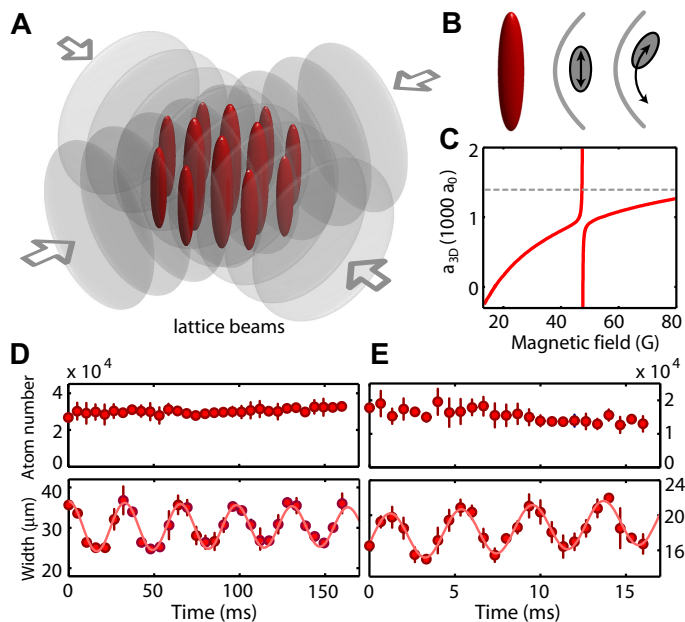 A
B
C
lattice beams
2
1
0
a3D (1000 a0)
20
40
60
80
Magnetic field (G)
D
E
x 10^4
x 10^4
Atom number
4
2
0
2
1
0
Width (μm)
40
30
20
24
20
16
0
50
100
150
0
5
10
15
Time (ms)
Time (ms)